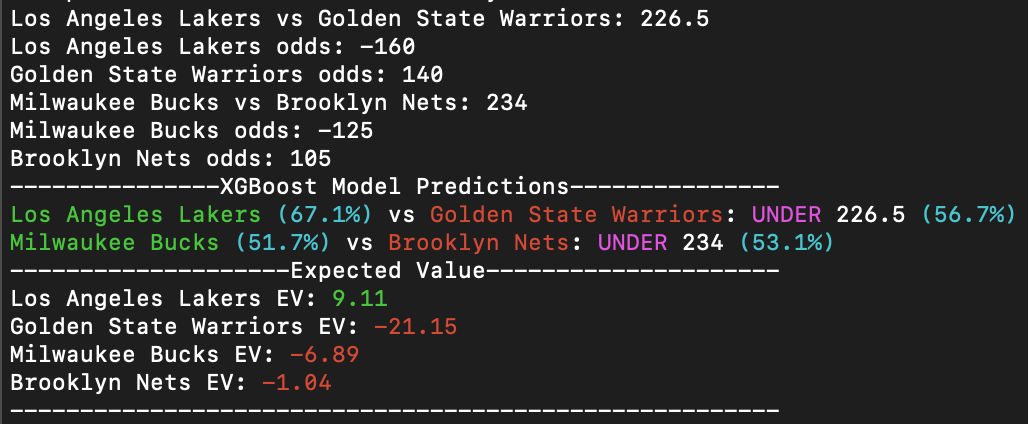 Los Angeles Lakers vs Golden State Warriors: 226.5
Los Angeles Lakers odds: -160
Golden State Warriors odds: 140
Milwaukee Bucks vs Brooklyn Nets: 234
Milwaukee Bucks odds: -125
Brooklyn Nets odds: 105
---------------XGBoost Model Predictions---------------
Los Angeles Lakers (67.1%) vs Golden State Warriors: UNDER 226.5 (56.7%)
Milwaukee Bucks (51.7%) vs Brooklyn Nets: UNDER 234 (53.1%)
--------------------Expected Value---------------------
Los Angeles Lakers EV: 9.11
Golden State Warriors EV: -21.15
Milwaukee Bucks EV: -6.89
Brooklyn Nets EV: -1.04
-------------------------------------------------------